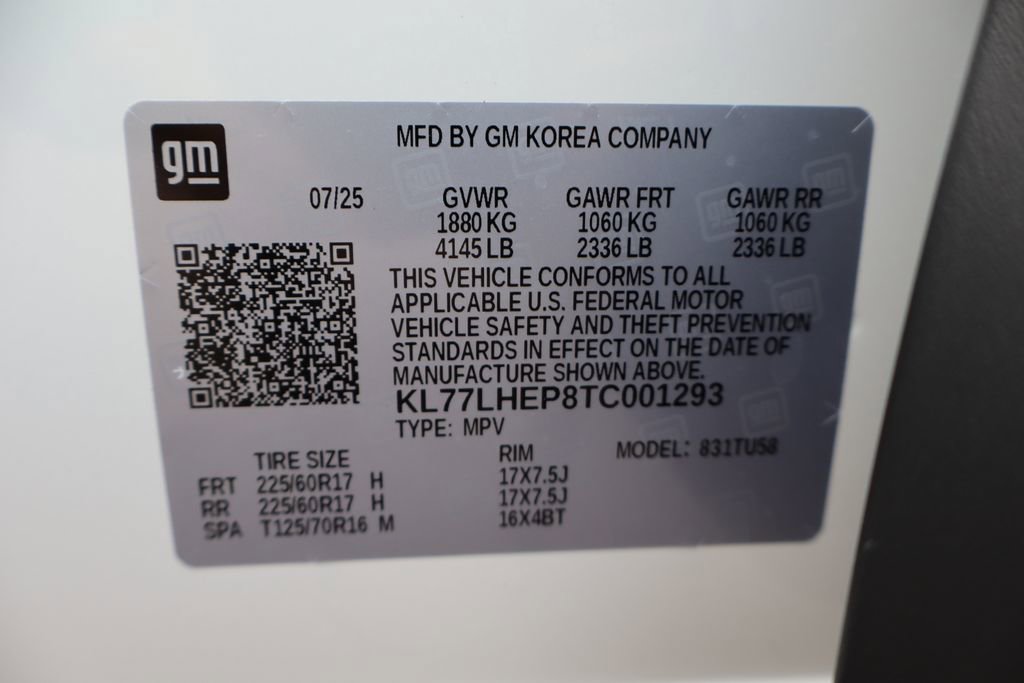 gm
MFD BY GM KOREA COMPANY
07/25 GVWR GAWR FRT GAWR RR
1880 KG 1060 KG 1060 KG
4145 LB 2336 LB 2336 LB
THIS VEHICLE CONFORMS TO ALL
APPLICABLE U.S. FEDERAL MOTOR
VEHICLE SAFETY AND THEFT PREVENTION
STANDARDS IN EFFECT ON THE DATE OF
MANUFACTURE SHOWN ABOVE.
KL77LHEP8TC001293
TYPE: MPV
TIRE SIZE RIM MODEL: 831TU58
FRT 225/60R17 H 17X7.5J
RR 225/60R17 H 17X7.5J
SPA T125/70R16 M 16X4BT